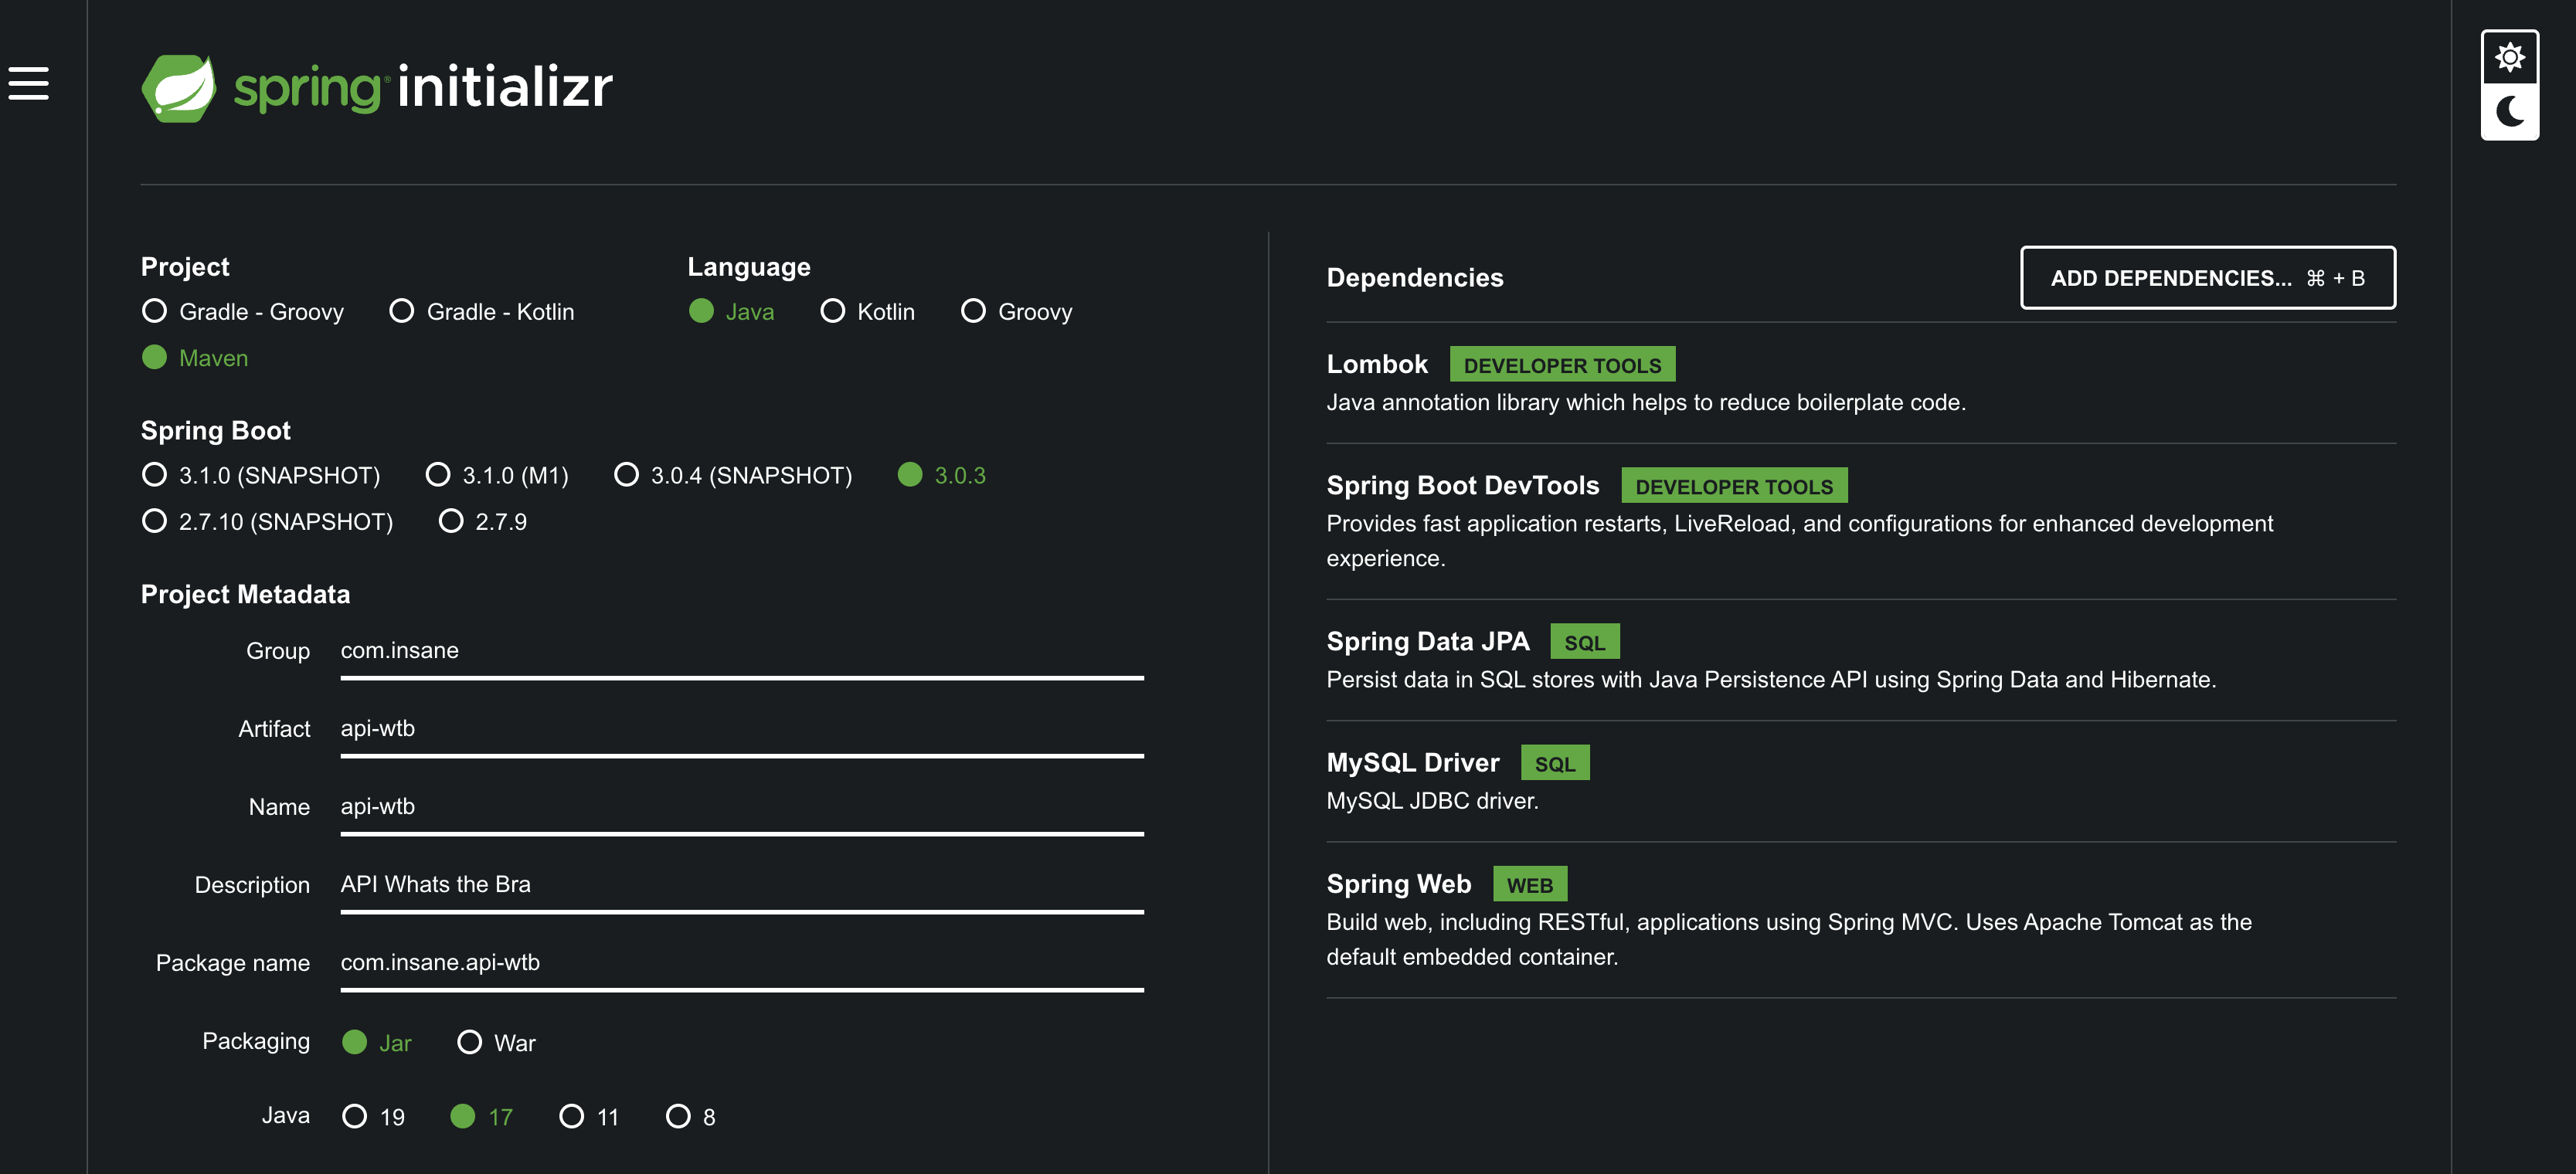 spring initializr
Project
Gradle - Groovy Gradle - Kotlin
Maven
Language
Java Kotlin Groovy
Spring Boot
3.1.0 (SNAPSHOT) 3.1.0 (M1) 3.0.4 (SNAPSHOT) 3.0.3
2.7.10 (SNAPSHOT) 2.7.9
Project Metadata
Group com.insane
Artifact api-wtb
Name api-wtb
Description API Whats the Bra
Package name com.insane.api-wtb
Packaging Jar War
Java 19 17 11 8
Dependencies
ADD DEPENDENCIES... ⌘ + B
Lombok DEVELOPER TOOLS
Java annotation library which helps to reduce boilerplate code.
Spring Boot DevTools DEVELOPER TOOLS
Provides fast application restarts, LiveReload, and configurations for enhanced development
experience.
Spring Data JPA SQL
Persist data in SQL stores with Java Persistence API using Spring Data and Hibernate.
MySQL Driver SQL
MySQL JDBC driver.
Spring Web WEB
Build web, including RESTful, applications using Spring MVC. Uses Apache Tomcat as the
default embedded container.